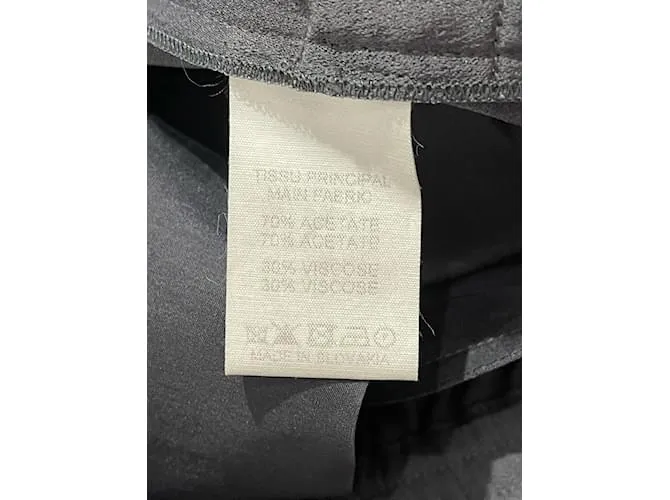 TISSU PRINCIPAL
MAIN FABRIC
70% ACETATE
70% ACETATE
30% VISCOSE
30% VISCOSE
MADE IN SLOVAKIA